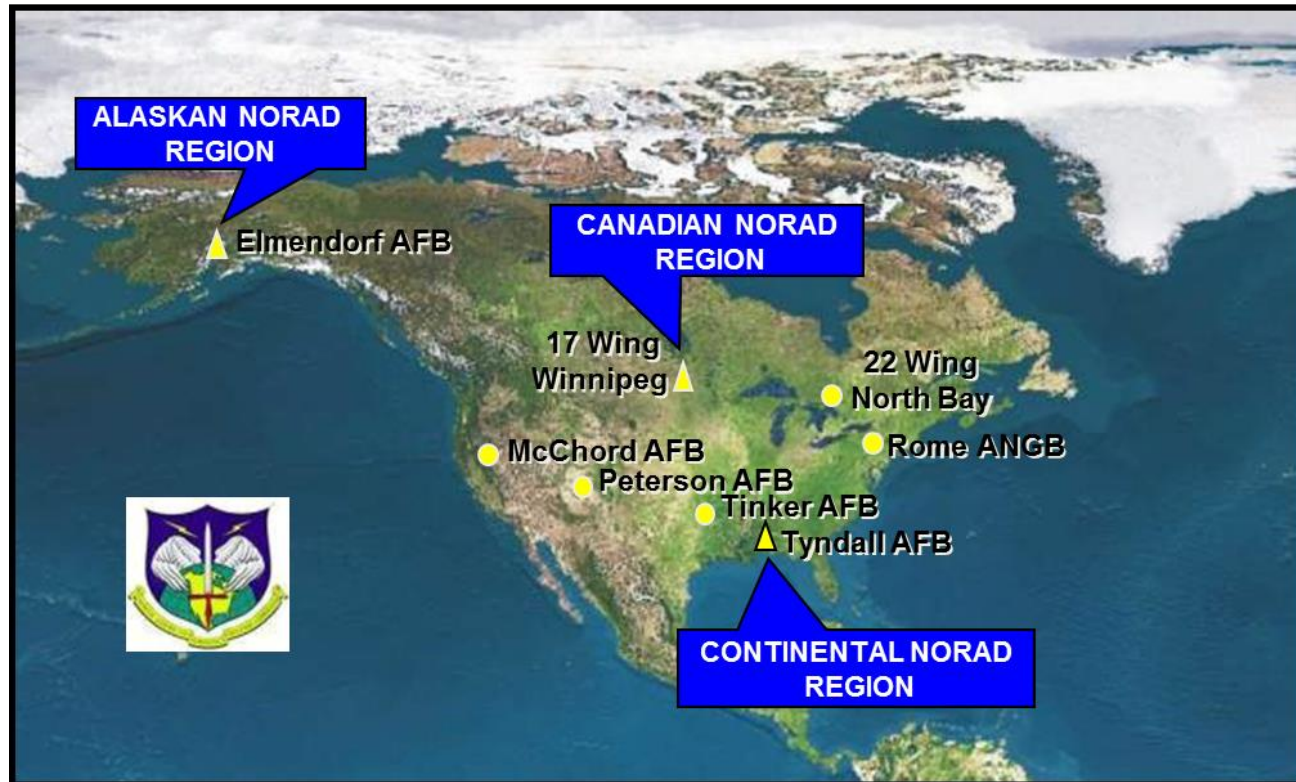 ALASKAN NORAD
REGION
Elmendorf AFB
CANADIAN NORAD
REGION
17 Wing
Winnipeg
22 Wing
North Bay
McChord AFB
Rome ANGB
Peterson AFB
Tinker AFB
Tyndall AFB
CONTINENTAL NORAD
REGION